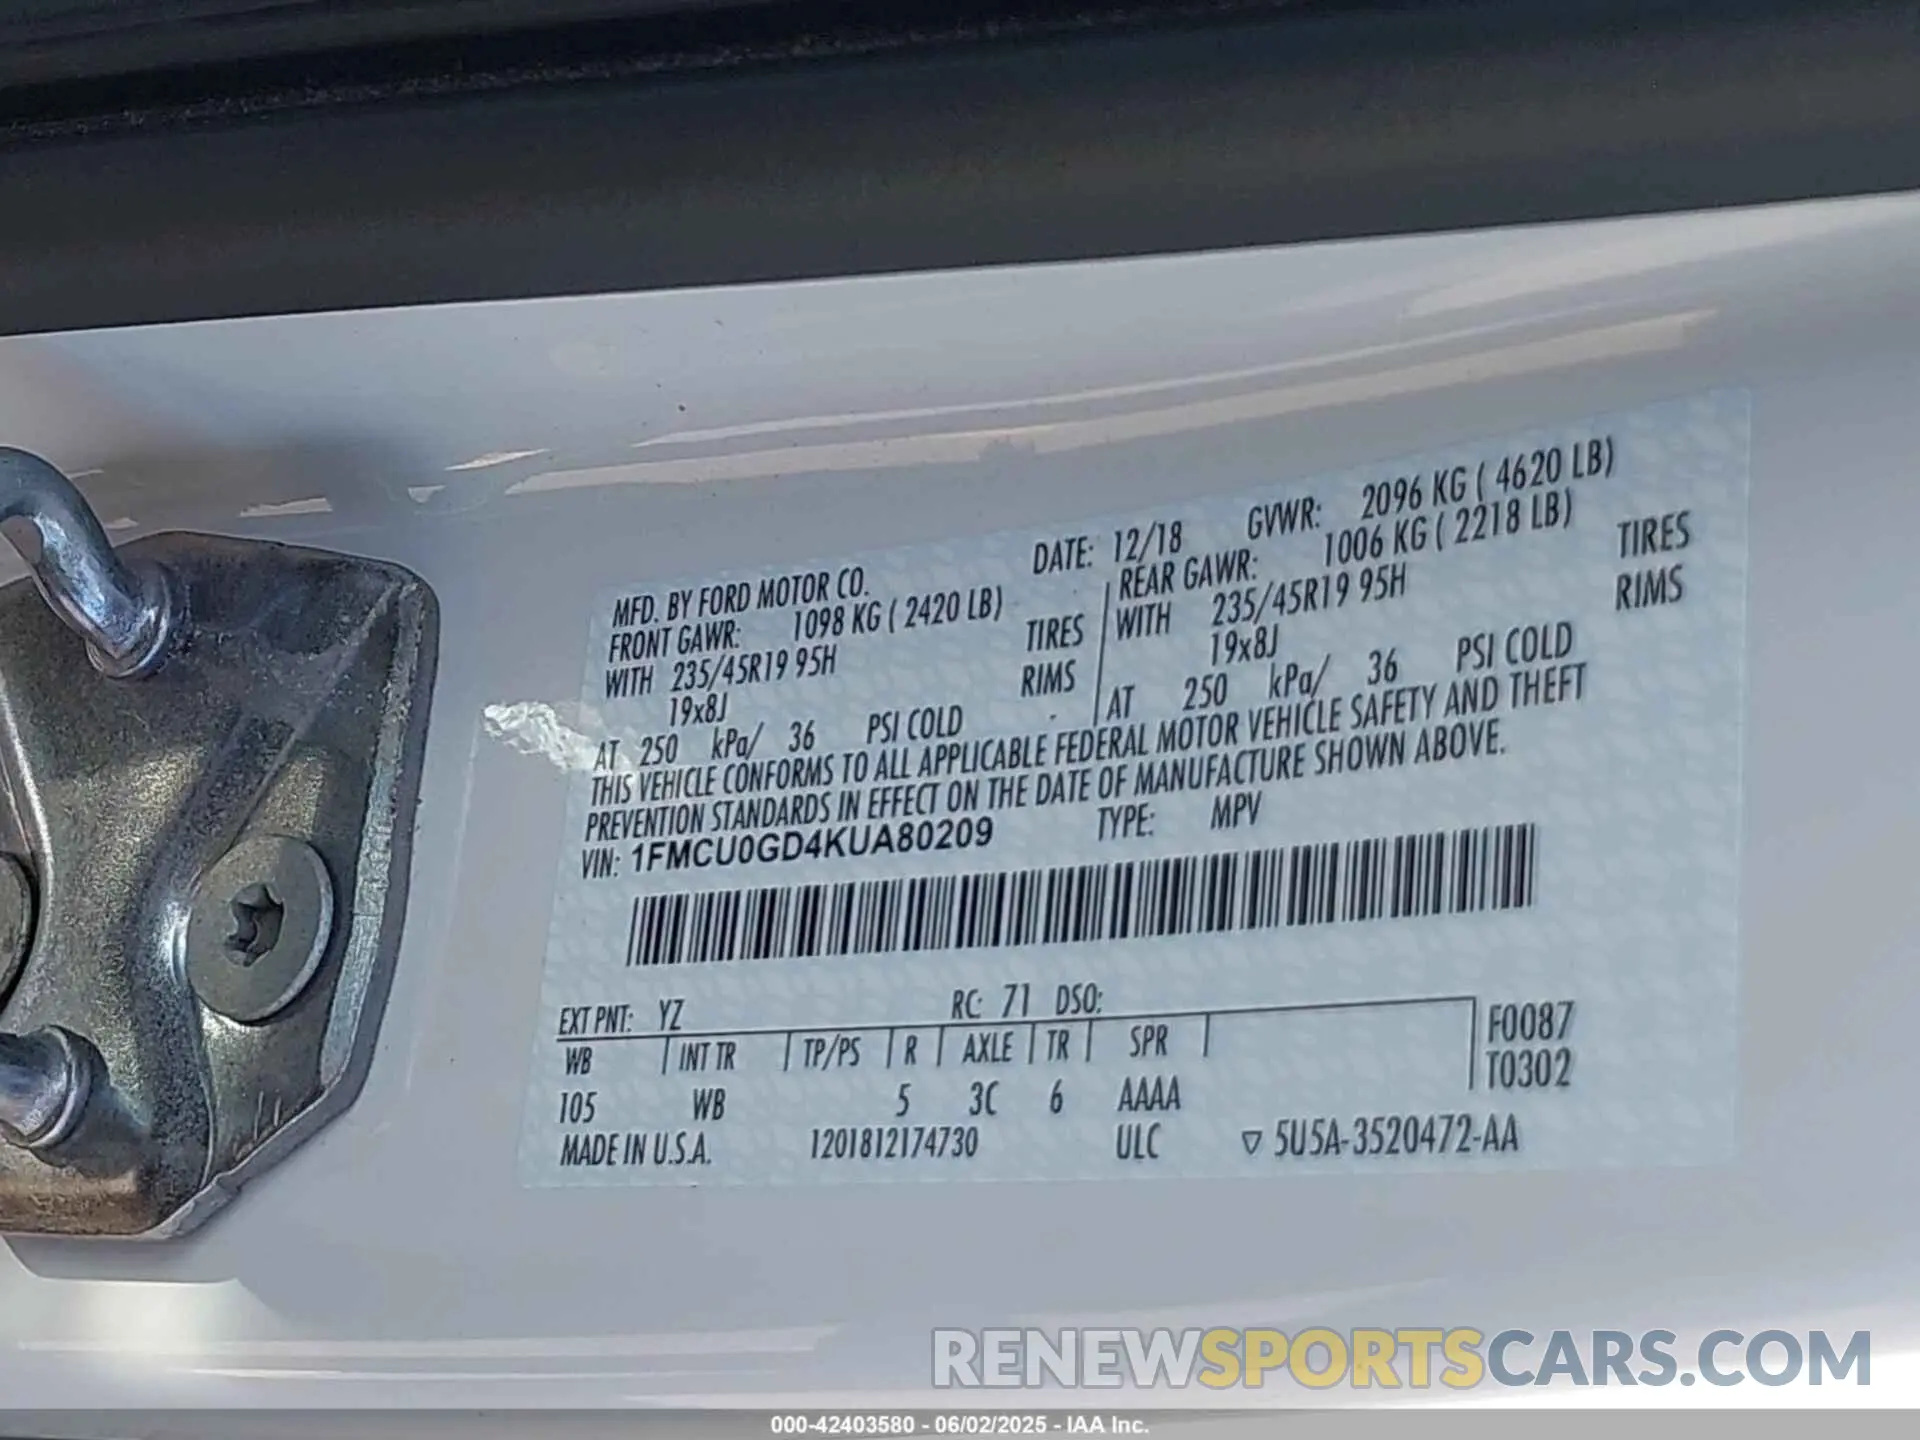 MFD. BY FORD MOTOR CO. DATE: 12/18 GVWR: 2096 KG ( 4620 LB)
FRONT GAWR: 1098 KG ( 2420 LB) REAR GAWR: 1006 KG ( 2218 LB)
WITH 235/45R19 95H TIRES WITH 235/45R19 95H TIRES
19x8J RIMS 19x8J RIMS
AT 250 kPa/ 36 PSI COLD AT 250 kPa/ 36 PSI COLD
THIS VEHICLE CONFORMS TO ALL APPLICABLE FEDERAL MOTOR VEHICLE SAFETY AND THEFT
PREVENTION STANDARDS IN EFFECT ON THE DATE OF MANUFACTURE SHOWN ABOVE.
VIN: 1FMCU0GD4KUA80209 TYPE: MPV
EXT PNT: YZ RC: 71 DSO:
WB INT TR TP/PS R AXLE TR SPR F0087
105 WB 5 3C 6 AAAA T0302
MADE IN U.S.A. 1201812174730 ULC ▽ 5U5A-3520472-AA
RENEWSPORTSCARS.COM
000-42403580 - 06/02/2025 - IAA Inc.